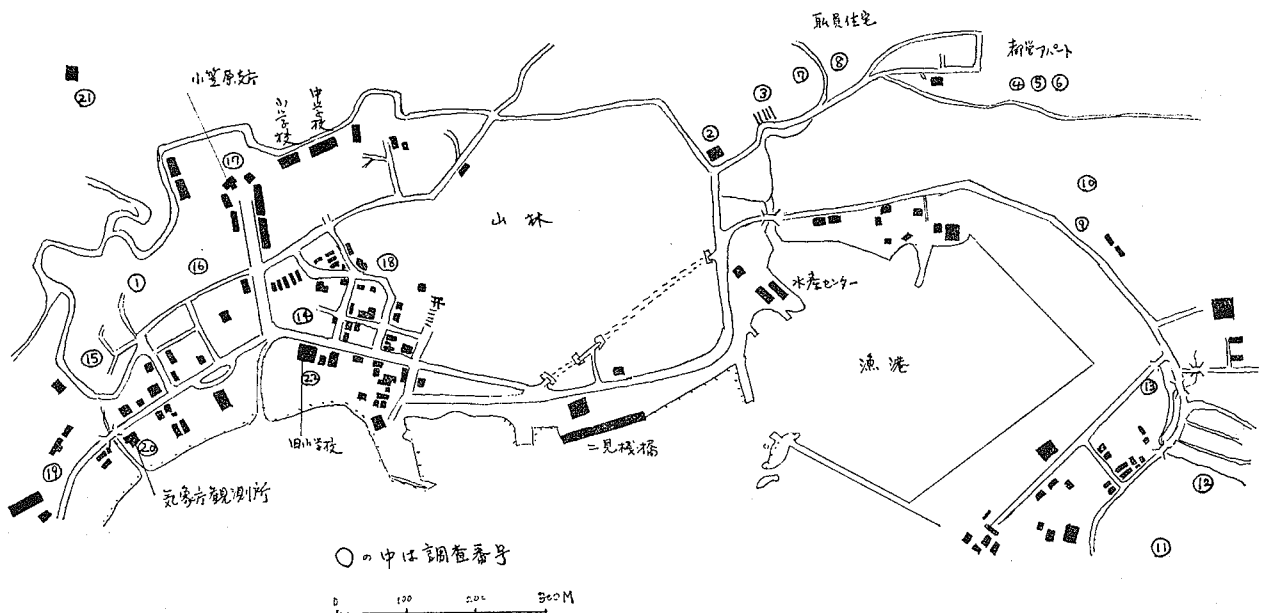 職員住宅
都営アパート
小笠原支庁
小学校
中学校
㉑
⑦
⑧
③
④ ⑤ ⑥
②
⑰
⑩
⑨
山林
⑯
①
⑱
水産センター
⑭
⑮
漁港
㉒
⑬
旧小学校
二見桟橋
⑳
⑲
気象庁観測所
⑫
⑪
○の中は調査番号
0 100 200 300M